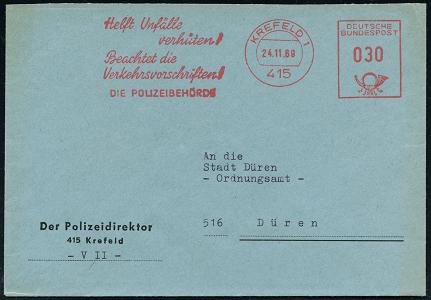 Helft Unfälle
verhüten!
Beachtet die
Verkehrsvorschriften!
DIE POLIZEIBEHÖRDE
KREFELD 1
24.11.69
415
DEUTSCHE
BUNDESPOST
030
An die
Stadt Düren
- Ordnungsamt -
516 Düren
Der Polizeidirektor
415 Krefeld
- V II -